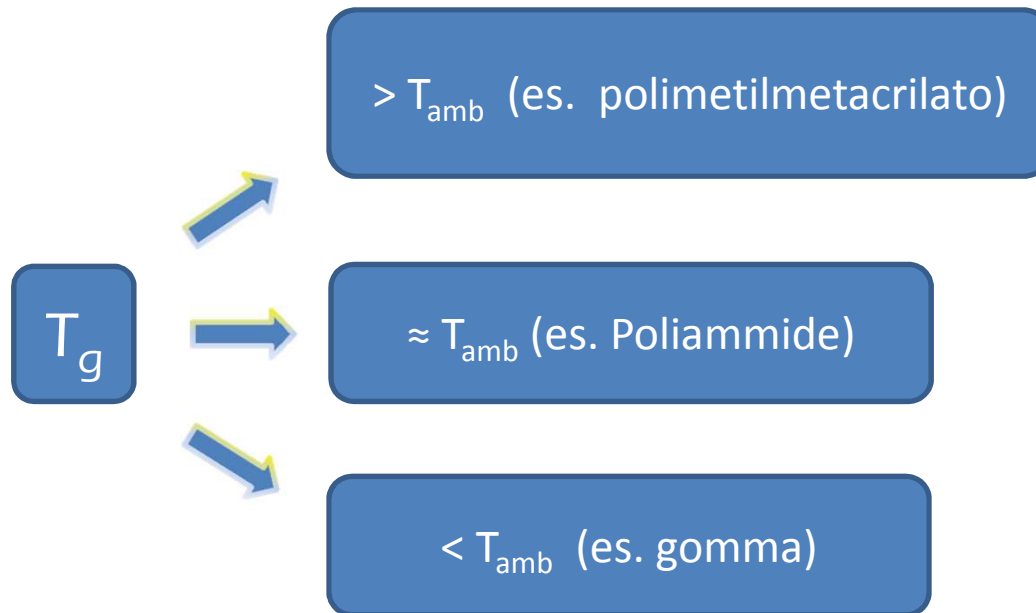 > Tamb (es. polimetilmetacrilato)
Tg
≈ Tamb (es. Poliammide)
< Tamb (es. gomma)